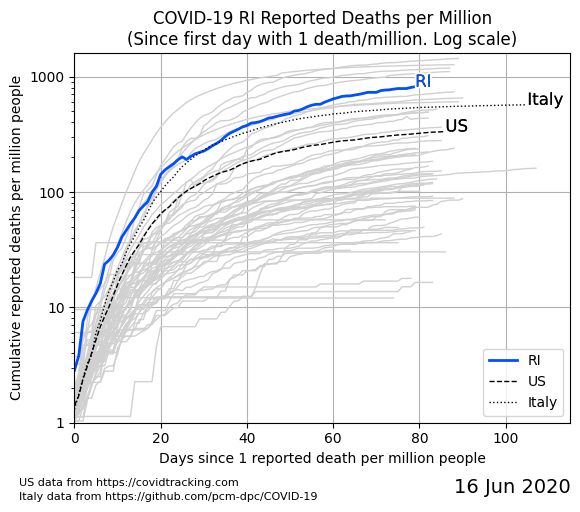 COVID-19 RI Reported Deaths per Million
(Since first day with 1 death/million. Log scale)
Cumulative reported deaths per million people
1000
100
10
1
RI
Italy
US
RI
US
Italy
0 20 40 60 80 100
Days since 1 reported death per million people
US data from https://covidtracking.com
Italy data from https://github.com/pcm-dpc/COVID-19
16 Jun 2020